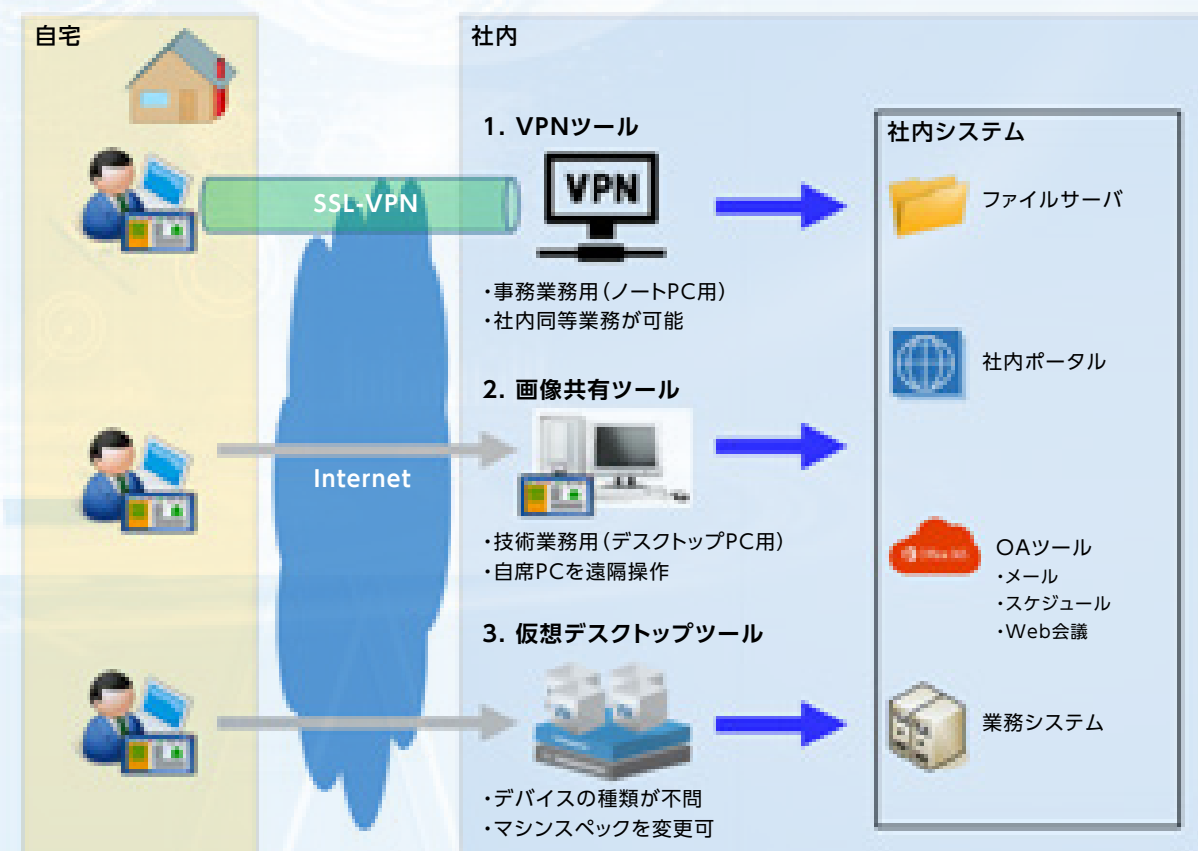 自宅
社内
1. VPNツール
SSL-VPN
VPN
・事務業務用(ノートPC用)
・社内同等業務が可能
2. 画像共有ツール
Internet
・技術業務用(デスクトップPC用)
・自席PCを遠隔操作
3. 仮想デスクトップツール
・デバイスの種類が不問
・マシンスペックを変更可
社内システム
ファイルサーバ
社内ポータル
OAツール
・メール
・スケジュール
・Web会議
業務システム